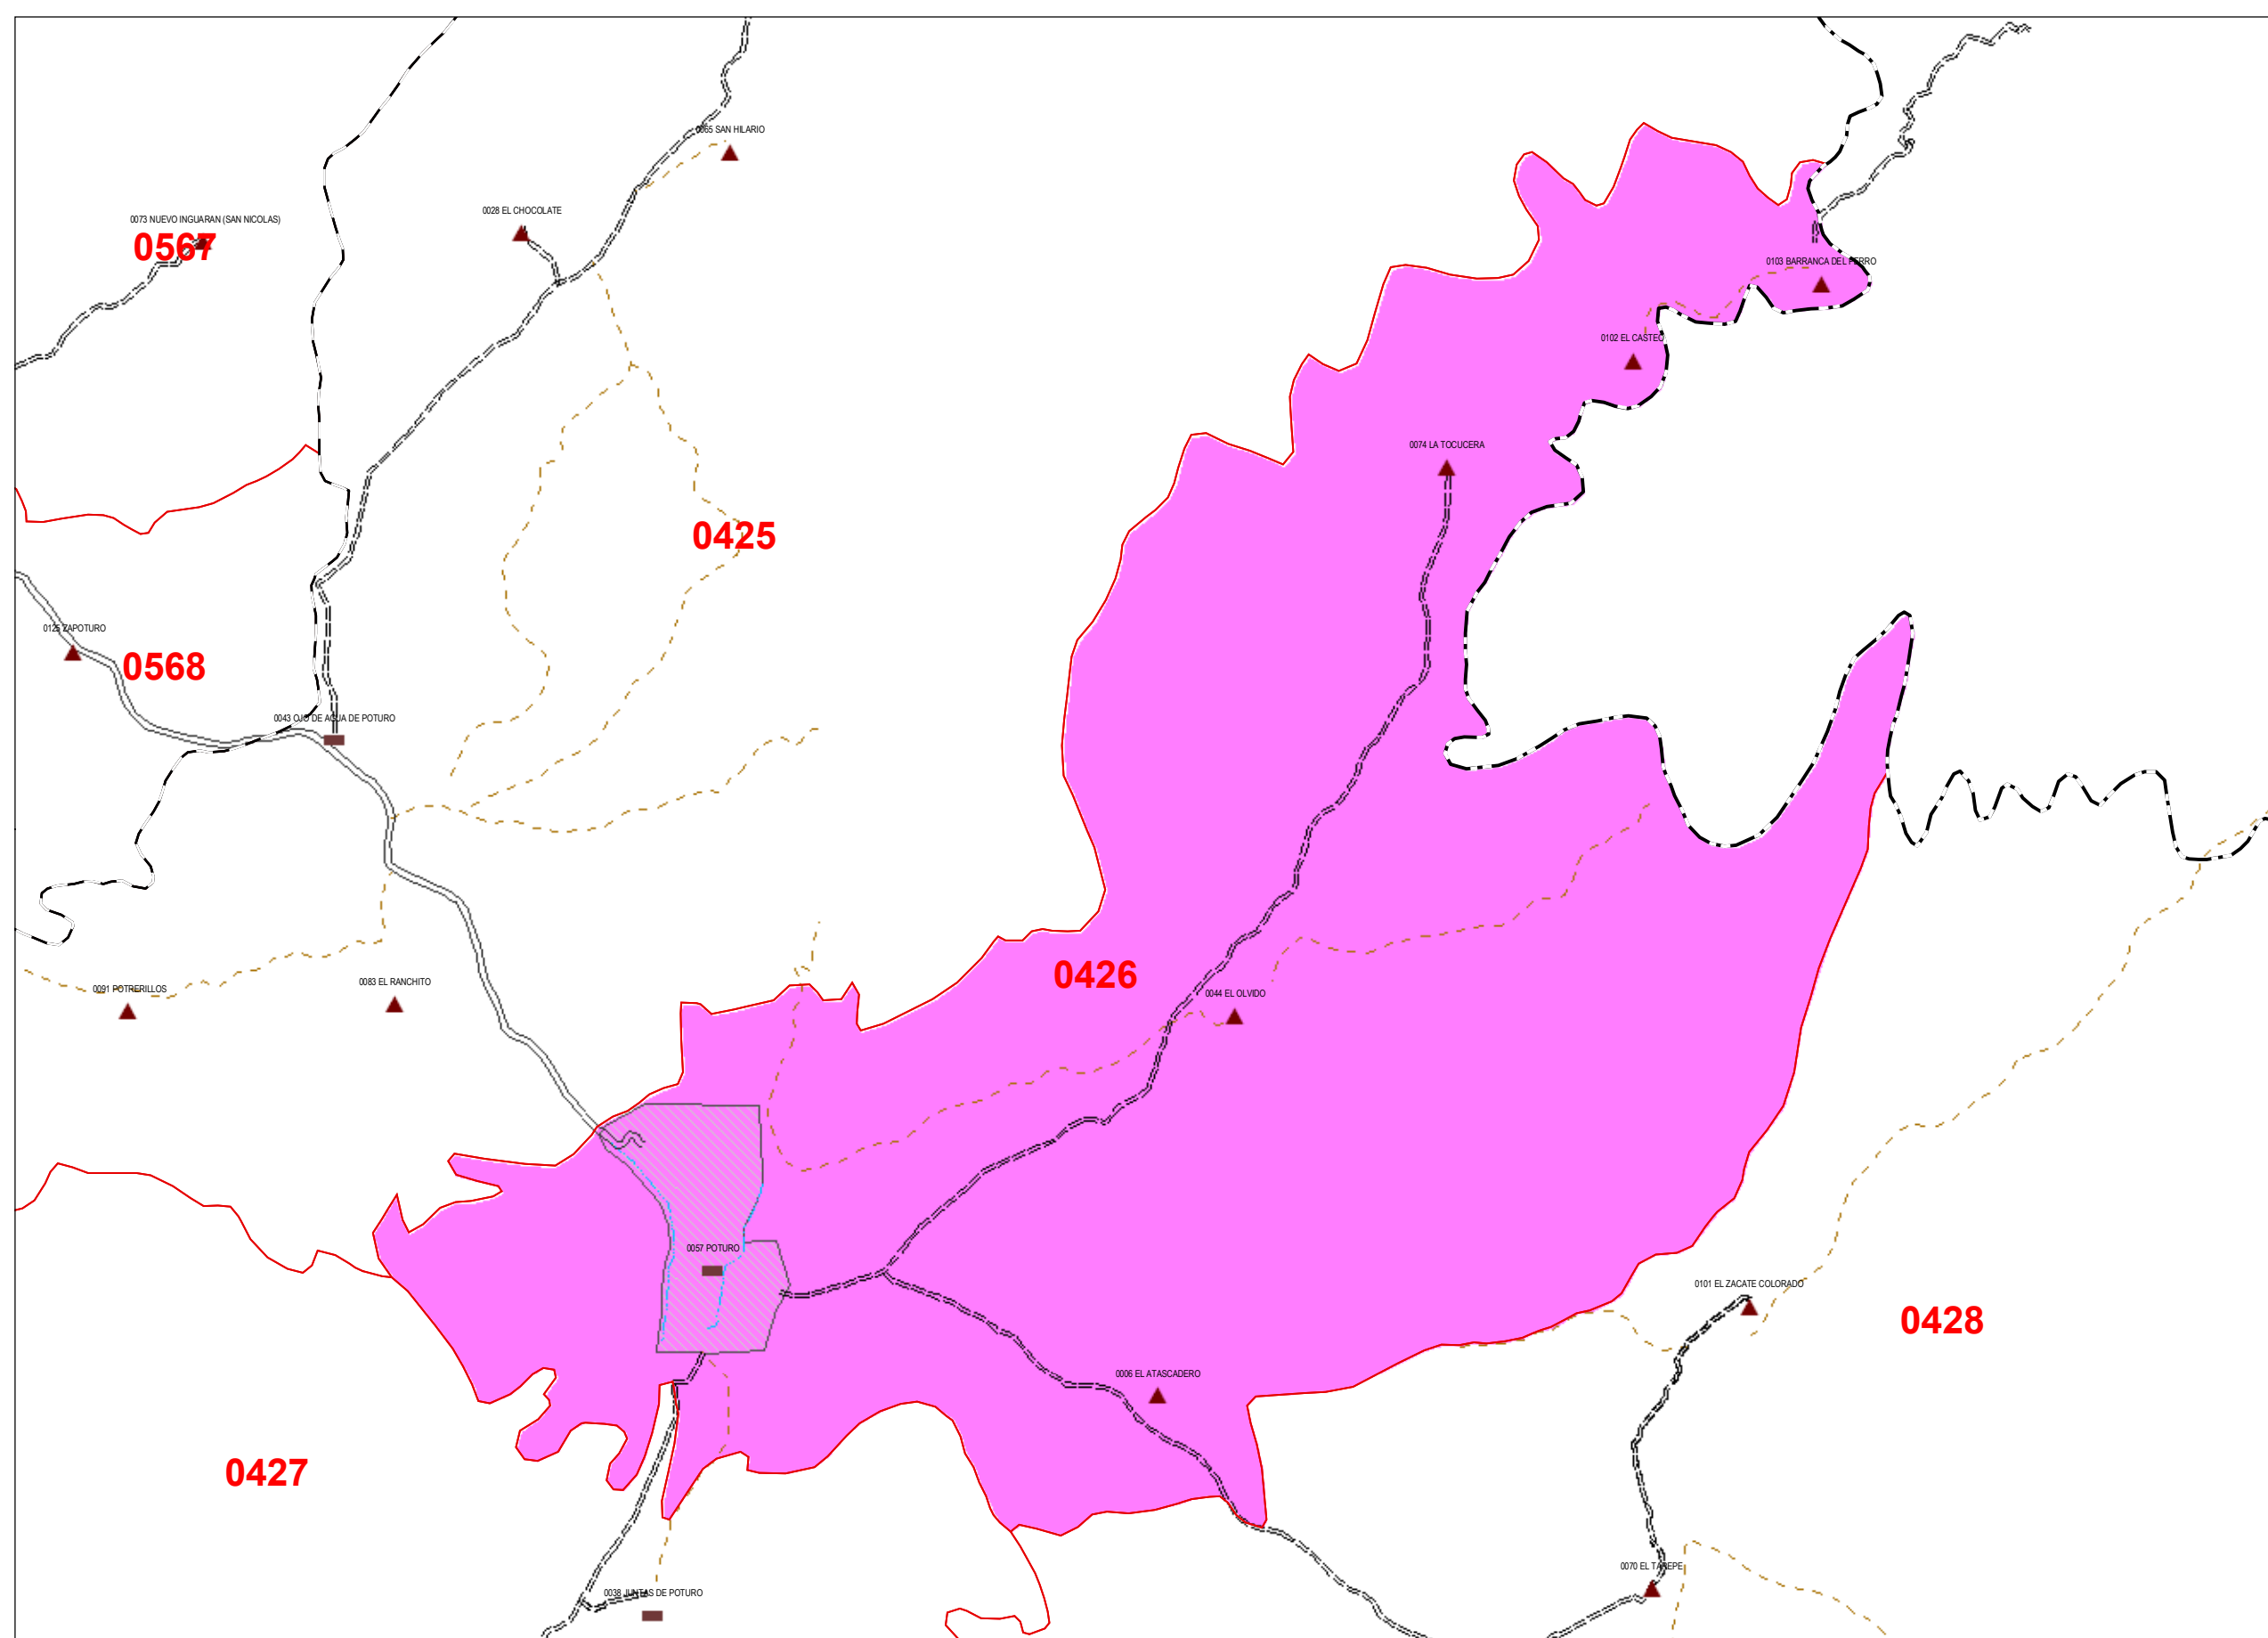 0065 SAN HILARIO
0028 EL CHOCOLATE
0073 NUEVO INGUARAN (SAN NICOLAS)
0567
0103 BARRANCA DEL PERRO
0102 EL CASTEO
0074 LA TOCUCERA
0425
0125 ZAPOTURO
0568
0043 OJO DE AGUA DE POTURO
0426
0083 EL RANCHITO
0091 POTRERILLOS
0044 EL OLVIDO
0057 POTURO
0101 EL ZACATE COLORADO
0428
0006 EL ATASCADERO
0427
0070 EL TAREPE
0038 JUNTAS DE POTURO